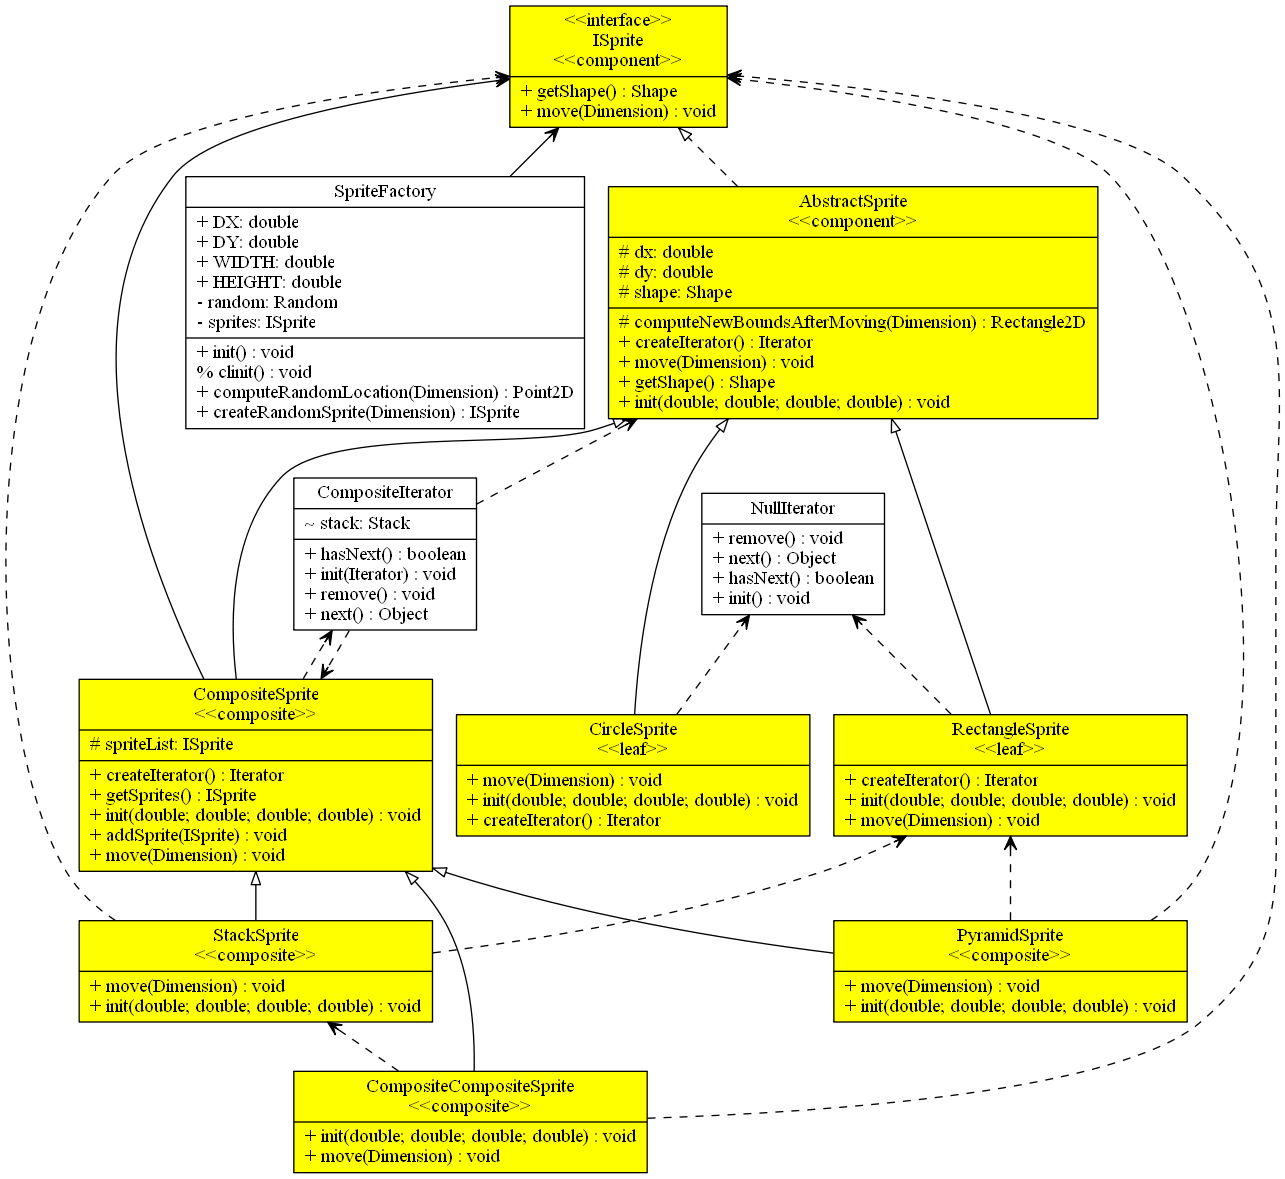 <<interface>>
ISprite
<<component>>
+ getShape() : Shape
+ move(Dimension) : void
SpriteFactory
+ DX: double
+ DY: double
+ WIDTH: double
+ HEIGHT: double
- random: Random
- sprites: ISprite
+ init() : void
% clinit() : void
+ computeRandomLocation(Dimension) : Point2D
+ createRandomSprite(Dimension) : ISprite
AbstractSprite
<<component>>
# dx: double
# dy: double
# shape: Shape
# computeNewBoundsAfterMoving(Dimension) : Rectangle2D
+ createIterator() : Iterator
+ move(Dimension) : void
+ getShape() : Shape
+ init(double; double; double; double) : void
CompositeIterator
~ stack: Stack
+ hasNext() : boolean
+ init(Iterator) : void
+ remove() : void
+ next() : Object
NullIterator
+ remove() : void
+ next() : Object
+ hasNext() : boolean
+ init() : void
CompositeSprite
<<composite>>
# spriteList: ISprite
+ createIterator() : Iterator
+ getSprites() : ISprite
+ init(double; double; double; double) : void
+ addSprite(ISprite) : void
+ move(Dimension) : void
CircleSprite
<<leaf>>
+ move(Dimension) : void
+ init(double; double; double; double) : void
+ createIterator() : Iterator
RectangleSprite
<<leaf>>
+ createIterator() : Iterator
+ init(double; double; double; double) : void
+ move(Dimension) : void
StackSprite
<<composite>>
+ move(Dimension) : void
+ init(double; double; double; double) : void
PyramidSprite
<<composite>>
+ move(Dimension) : void
+ init(double; double; double; double) : void
CompositeCompositeSprite
<<composite>>
+ init(double; double; double; double) : void
+ move(Dimension) : void